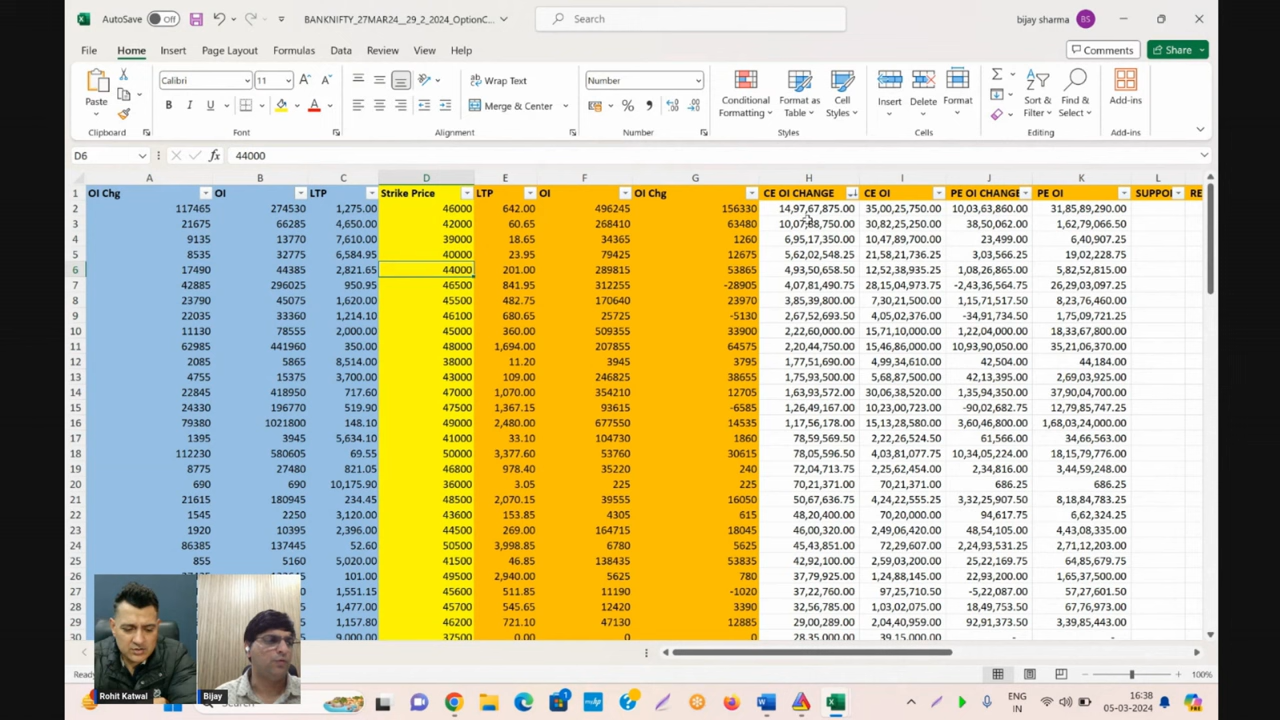 AutoSave Off BANKNIFTY_27MAR24__29_2_2024_OptionC... Search bijay sharma BS
File Home Insert Page Layout Formulas Data Review View Help Comments Share
Paste Calibri 11 Wrap Text Number
B I U Merge & Center Conditional Formatting Format as Table Cell Styles Insert Delete Format Sort & Filter Find & Select Add-ins
Clipboard Font Alignment Number Styles Cells Editing Add-ins
D6 fx 44000
A B C D E F G H I J K L
1 OI Chg OI LTP Strike Price LTP OI OI Chg CE OI CHANGE CE OI PE OI CHANGE PE OI SUPPO RE
2 117465 274530 1,275.00 46000 642.00 496245 156330 14,97,67,875.00 35,00,25,750.00 10,03,63,860.00 31,85,89,290.00
3 21675 66285 4,650.00 42000 60.65 268410 63480 10,07,88,750.00 30,82,25,250.00 38,50,062.00 1,62,79,066.50
4 9135 13770 7,610.00 39000 18.65 34365 1260 6,95,17,350.00 10,47,89,700.00 23,499.00 6,40,907.25
5 8535 32775 6,584.95 40000 23.95 79425 12675 5,62,02,548.25 21,58,21,736.25 3,03,566.25 19,02,228.75
6 17490 44385 2,821.65 44000 201.00 289815 53865 4,93,50,658.50 12,52,38,935.25 1,08,26,865.00 5,82,52,815.00
7 42885 296025 950.95 46500 841.95 312255 -28905 4,07,81,490.75 28,15,04,973.75 -2,43,36,564.75 26,29,03,097.25
8 23790 45075 1,620.00 45500 482.75 170640 23970 3,85,39,800.00 7,30,21,500.00 1,15,71,517.50 8,23,76,460.00
9 22035 33360 1,214.10 46100 680.65 25725 -5130 2,67,52,693.50 4,05,02,376.00 -34,91,734.50 1,75,09,721.25
10 11130 78555 2,000.00 45000 360.00 509355 33900 2,22,60,000.00 15,71,10,000.00 1,22,04,000.00 18,33,67,800.00
11 62985 441960 350.00 48000 1,694.00 207855 64575 2,20,44,750.00 15,46,86,000.00 10,93,90,050.00 35,21,06,370.00
12 2085 5865 8,514.00 38000 11.20 3945 3795 1,77,51,690.00 4,99,34,610.00 42,504.00 44,184.00
13 4755 15375 3,700.00 43000 109.00 246825 38655 1,75,93,500.00 5,68,87,500.00 42,13,395.00 2,69,03,925.00
14 22845 418950 717.60 47000 1,070.00 354210 12705 1,63,93,572.00 30,06,38,520.00 1,35,94,350.00 37,90,04,700.00
15 24330 196770 519.90 47500 1,367.15 93615 -6585 1,26,49,167.00 10,23,00,723.00 -90,02,682.75 12,79,85,747.25
16 79380 1021800 148.10 49000 2,480.00 677550 14535 1,17,56,178.00 15,13,28,580.00 3,60,46,800.00 1,68,03,24,000.00
17 1395 3945 5,634.10 41000 33.10 104730 1860 78,59,569.50 2,22,26,524.50 61,566.00 34,66,563.00
18 112230 580605 69.55 50000 3,377.60 53760 30615 78,05,596.50 4,03,81,077.75 10,34,05,224.00 18,15,79,776.00
19 8775 27480 821.05 46800 978.40 35220 240 72,04,713.75 2,25,62,454.00 2,34,816.00 3,44,59,248.00
20 690 690 10,175.90 36000 3.05 225 225 70,21,371.00 70,21,371.00 686.25 686.25
21 21615 180945 234.45 48500 2,070.15 39555 16050 50,67,636.75 4,24,22,555.25 3,32,25,907.50 8,18,84,783.25
22 1545 2250 3,120.00 43600 153.85 4305 615 48,20,400.00 70,20,000.00 94,617.75 6,62,324.25
23 1920 10395 2,396.00 44500 269.00 164715 18045 46,00,320.00 2,49,06,420.00 48,54,105.00 4,43,08,335.00
24 86385 137445 52.60 50500 3,998.85 6780 5625 45,43,851.00 72,29,607.00 2,24,93,531.25 2,71,12,203.00
25 855 5160 5,020.00 41500 46.85 138435 53835 42,92,100.00 2,59,03,200.00 25,22,169.75 64,85,679.75
26 101.00 49500 2,940.00 5625 780 37,79,925.00 1,24,88,145.00 22,93,200.00 1,65,37,500.00
27 1,551.15 45600 511.85 11190 -1020 37,22,760.00 97,25,710.50 -5,22,087.00 57,27,601.50
28 1,477.00 45700 545.65 12420 3390 32,56,785.00 1,03,02,075.00 18,49,753.50 67,76,973.00
29 1,157.80 46200 721.10 47130 12885 29,00,289.00 2,04,40,959.00 92,91,373.50 3,39,85,443.00
30 9,000.00 37500 0.00 0 0 28,35,000.00 39,15,000.00 - -
Rohit Katwal Bijay
100%
ENG IN 16:38 05-03-2024